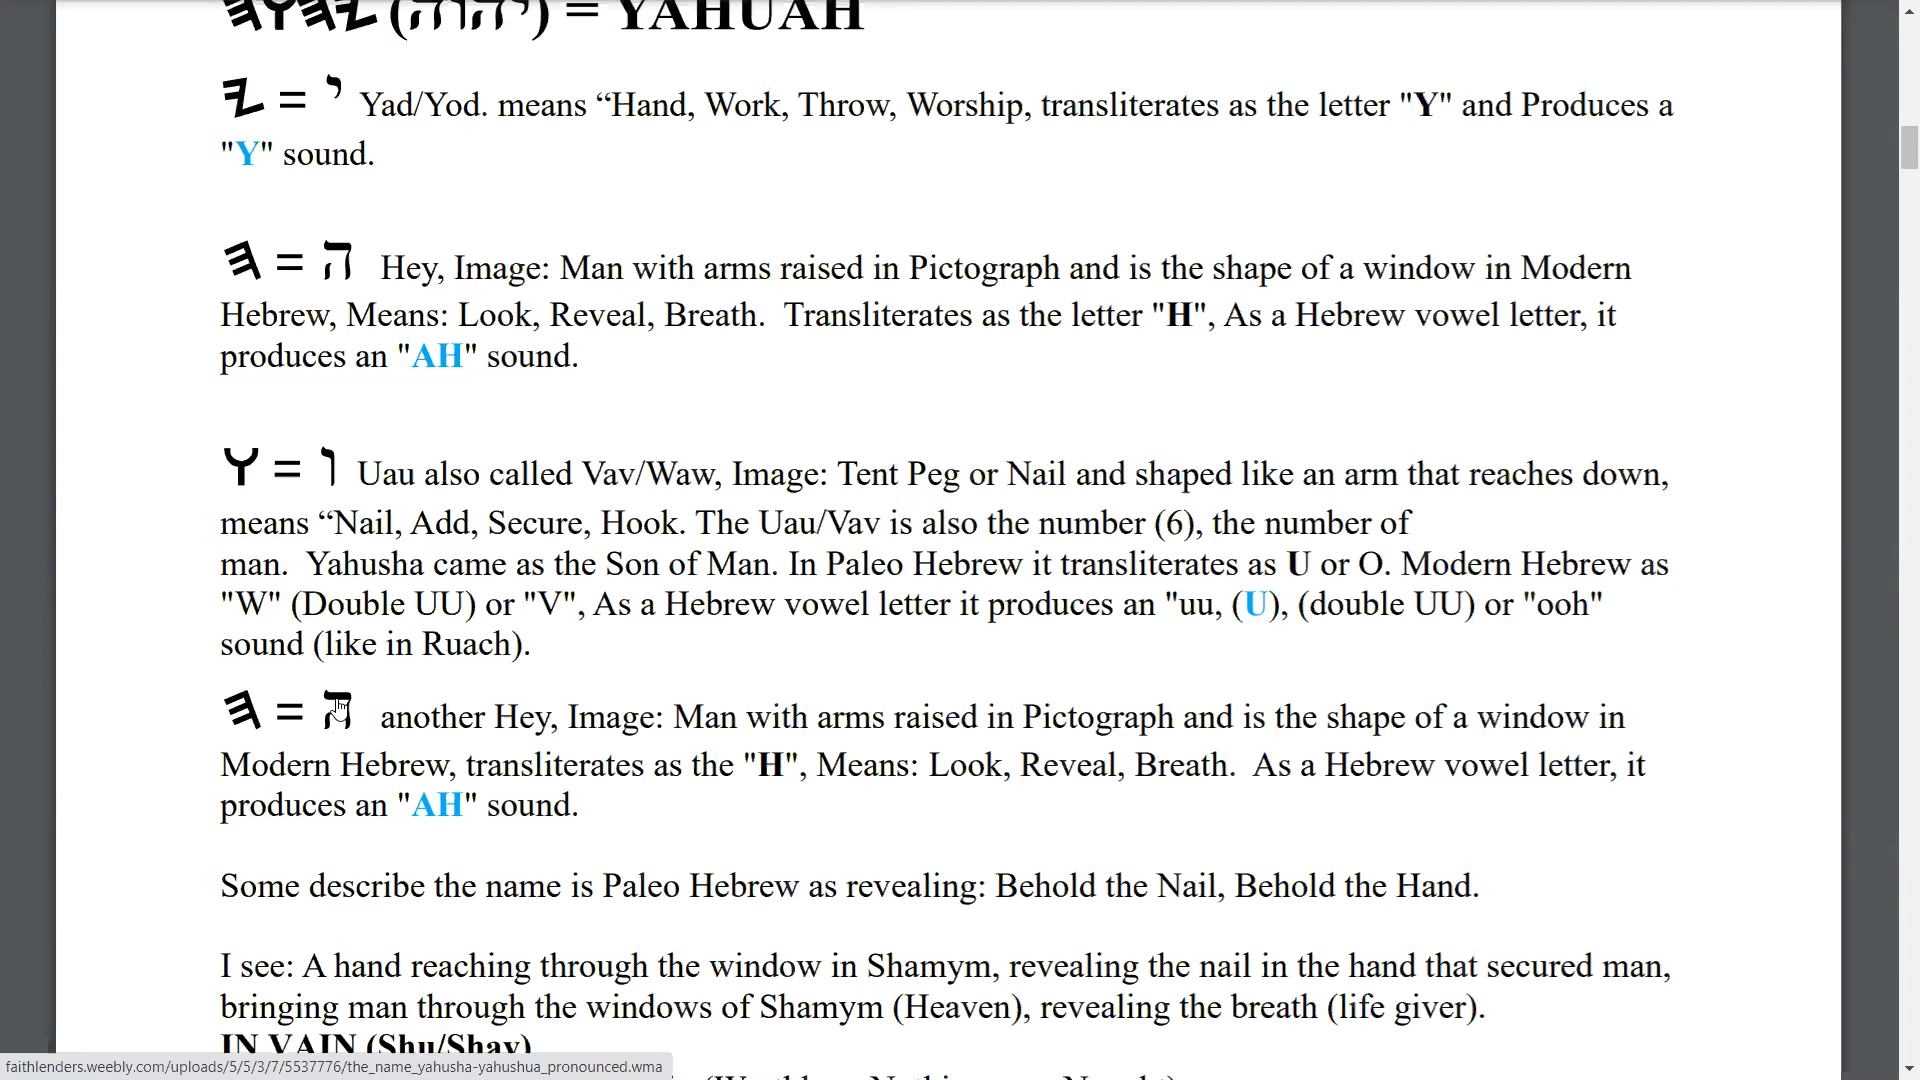 𐤉𐤄𐤅𐤄 (יהוה) = YAHUAH
𐤉 = י Yad/Yod. means “Hand, Work, Throw, Worship, transliterates as the letter "Y" and Produces a
"Y" sound.
𐤄 = ה Hey, Image: Man with arms raised in Pictograph and is the shape of a window in Modern
Hebrew, Means: Look, Reveal, Breath.  Transliterates as the letter "H", As a Hebrew vowel letter, it
produces an "AH" sound.
𐤅 = ו Uau also called Vav/Waw, Image: Tent Peg or Nail and shaped like an arm that reaches down,
means “Nail, Add, Secure, Hook. The Uau/Vav is also the number (6), the number of
man.  Yahusha came as the Son of Man. In Paleo Hebrew it transliterates as U or O. Modern Hebrew as
"W" (Double UU) or "V", As a Hebrew vowel letter it produces an "uu, (U), (double UU) or "ooh"
sound (like in Ruach).
𐤄 = ה another Hey, Image: Man with arms raised in Pictograph and is the shape of a window in
Modern Hebrew, transliterates as the "H", Means: Look, Reveal, Breath.  As a Hebrew vowel letter, it
produces an "AH" sound.
Some describe the name is Paleo Hebrew as revealing: Behold the Nail, Behold the Hand.
I see: A hand reaching through the window in Shamym, revealing the nail in the hand that secured man,
bringing man through the windows of Shamym (Heaven), revealing the breath (life giver).
IN VAIN (Shu/Shav)
faithlenders.weebly.com/uploads/5/5/3/7/5537776/the_name_yahusha-yahushua_pronounced.wma